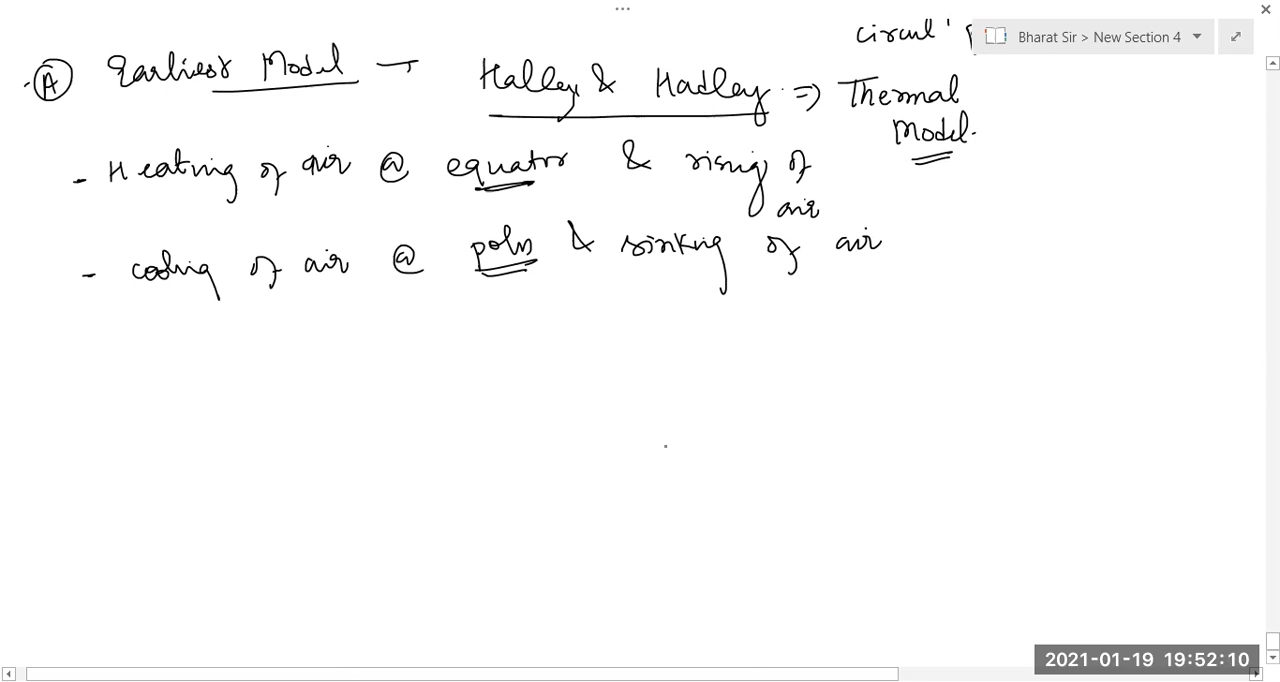 circulⁿ
Bharat Sir > New Section 4
(A) Earliest Model → Halley & Hadley => Thermal
Model.
- Heating of air @ equator & rising of
air
- cooling of air @ poles & sinking of air
2021-01-19 19:52:10